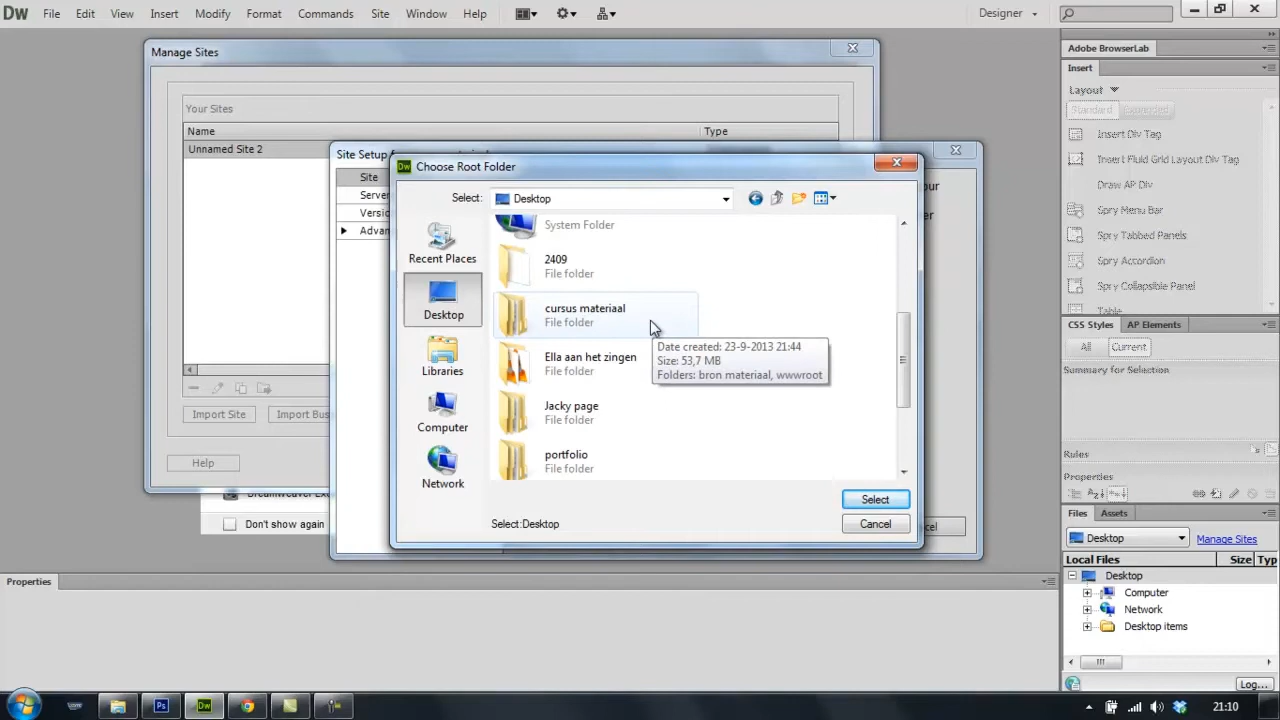 Dw File Edit View Insert Modify Format Commands Site Window Help Designer
Manage Sites
Your Sites
Name Type
Unnamed Site 2
Import Site Import Bus
Help
Don't show again
Site
Server
Versio
Advan
Choose Root Folder
Select: Desktop
Recent Places
Desktop
Libraries
Computer
Network
System Folder
2409
File folder
cursus materiaal
File folder
Ella aan het zingen
File folder
Jacky page
File folder
portfolio
File folder
Date created: 23-9-2013 21:44
Size: 53,7 MB
Folders: bron materiaal, wwwroot
Select
Select:Desktop
Cancel
Adobe BrowserLab
Insert
Layout
Standard Expanded
Insert Div Tag
Insert Fluid Grid Layout Div Tag
Draw AP Div
Spry Menu Bar
Spry Tabbed Panels
Spry Accordion
Spry Collapsible Panel
Table
CSS Styles AP Elements
All Current
Summary for Selection
Rules
Properties
Files Assets
Desktop Manage Sites
Local Files Size Typ
Desktop
Computer
Network
Desktop items
Log...
Properties
Ps Dw 21:10